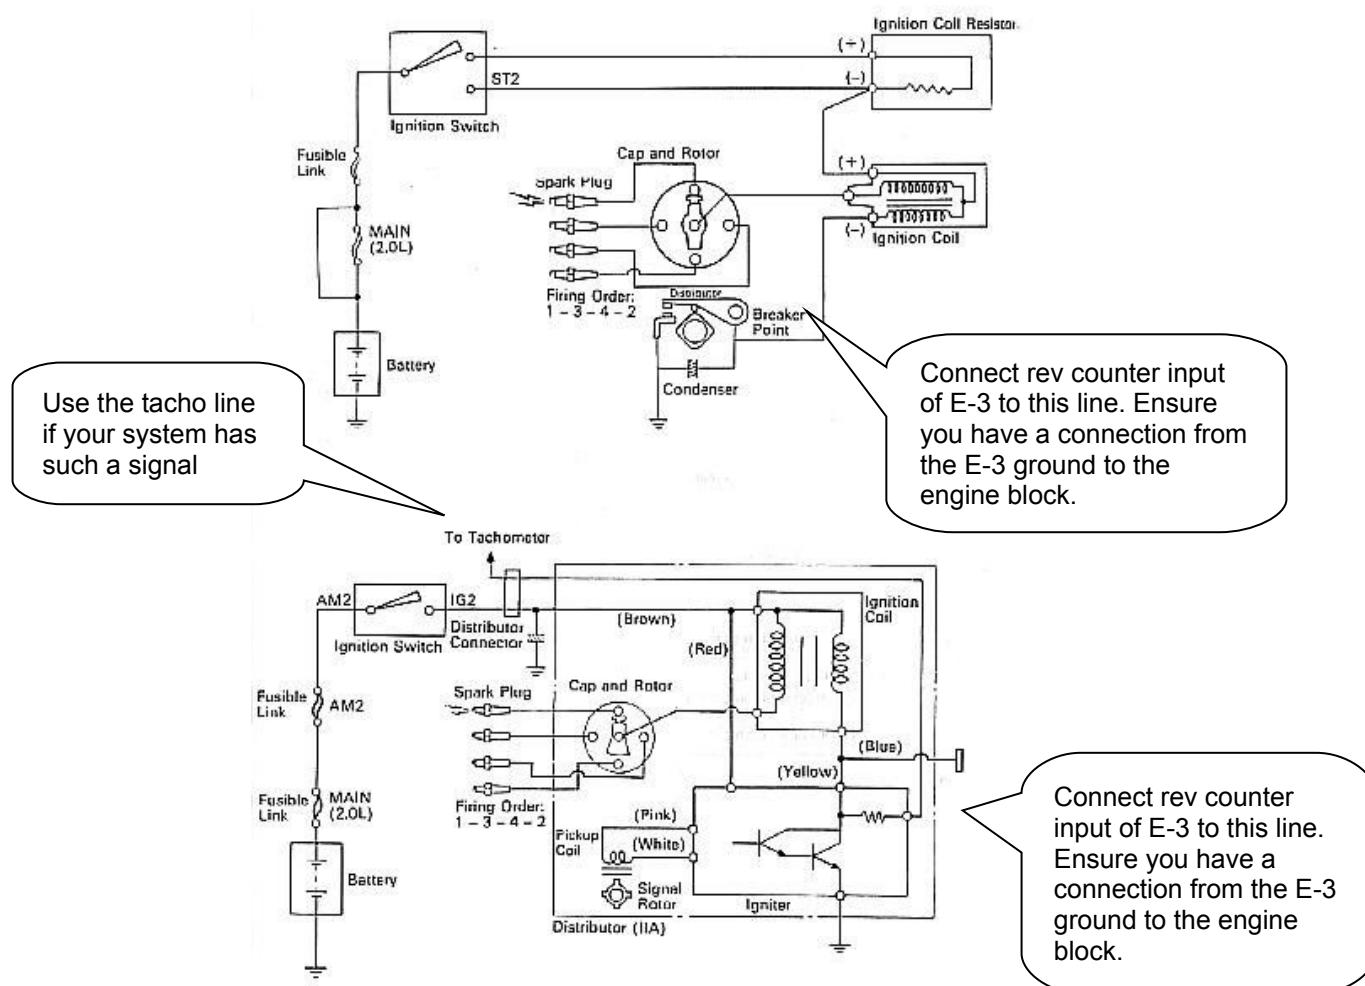 Ignition Coil Resistor
(+)
(-)
ST2
Ignition Switch
Fusible
Link
MAIN
(2.0L)
Battery
Cap and Rotor
Spark Plug
Firing Order:
1 - 3 - 4 - 2
Distributor
Breaker
Point
Condenser
(+)
(-)
Ignition Coil
Connect rev counter input
of E-3 to this line. Ensure
you have a connection from
the E-3 ground to the
engine block.
Use the tacho line
if your system has
such a signal
To Tachometer
AM2
IG2
Ignition Switch
Distributor
Connector
(Brown)
(Red)
Ignition
Coil
Fusible
Link
AM2
Fusible
Link
MAIN
(2.0L)
Battery
Spark Plug
Cap and Rotor
Firing Order:
1 - 3 - 4 - 2
(Blue)
(Yellow)
(Pink)
(White)
Pickup
Coil
Signal
Rotor
Igniter
Distributor (IIA)
Connect rev counter
input of E-3 to this line.
Ensure you have a
connection from the E-3
ground to the engine
block.